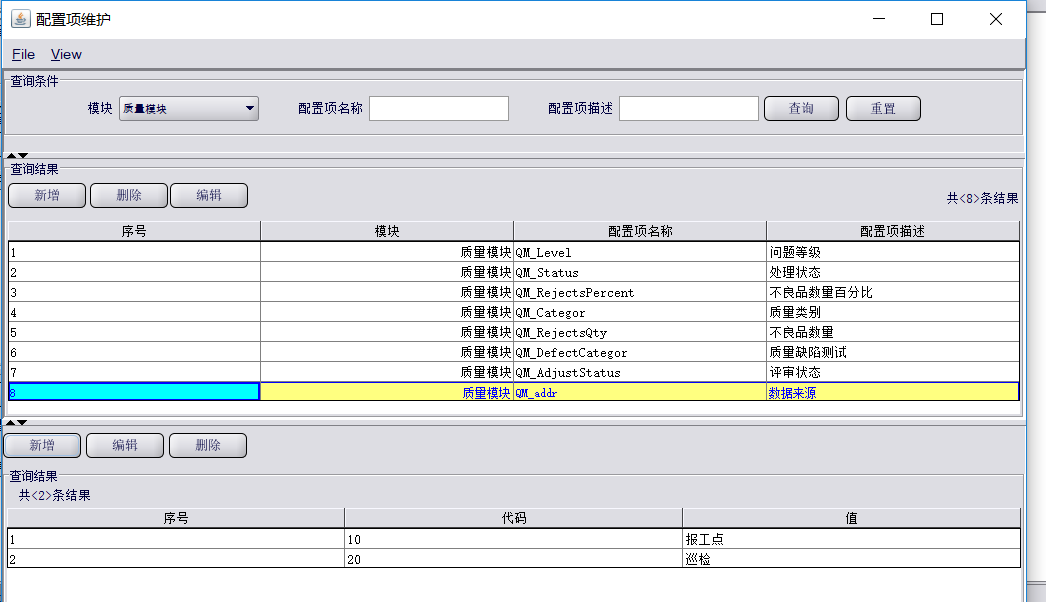 配置项维护
File View
查询条件
模块 质量模块 配置项名称 配置项描述 查询 重置
查询结果
新增 删除 编辑
共<8>条结果
序号 模块 配置项名称 配置项描述
1 质量模块 QM_Level 问题等级
2 质量模块 QM_Status 处理状态
3 质量模块 QM_RejectsPercent 不良品数量百分比
4 质量模块 QM_Categor 质量类别
5 质量模块 QM_RejectsQty 不良品数量
6 质量模块 QM_DefectCategor 质量缺陷测试
7 质量模块 QM_AdjustStatus 评审状态
8 质量模块 QM_addr 数据来源
新增 编辑 删除
查询结果
共<2>条结果
序号 代码 值
1 10 报工点
2 20 巡检